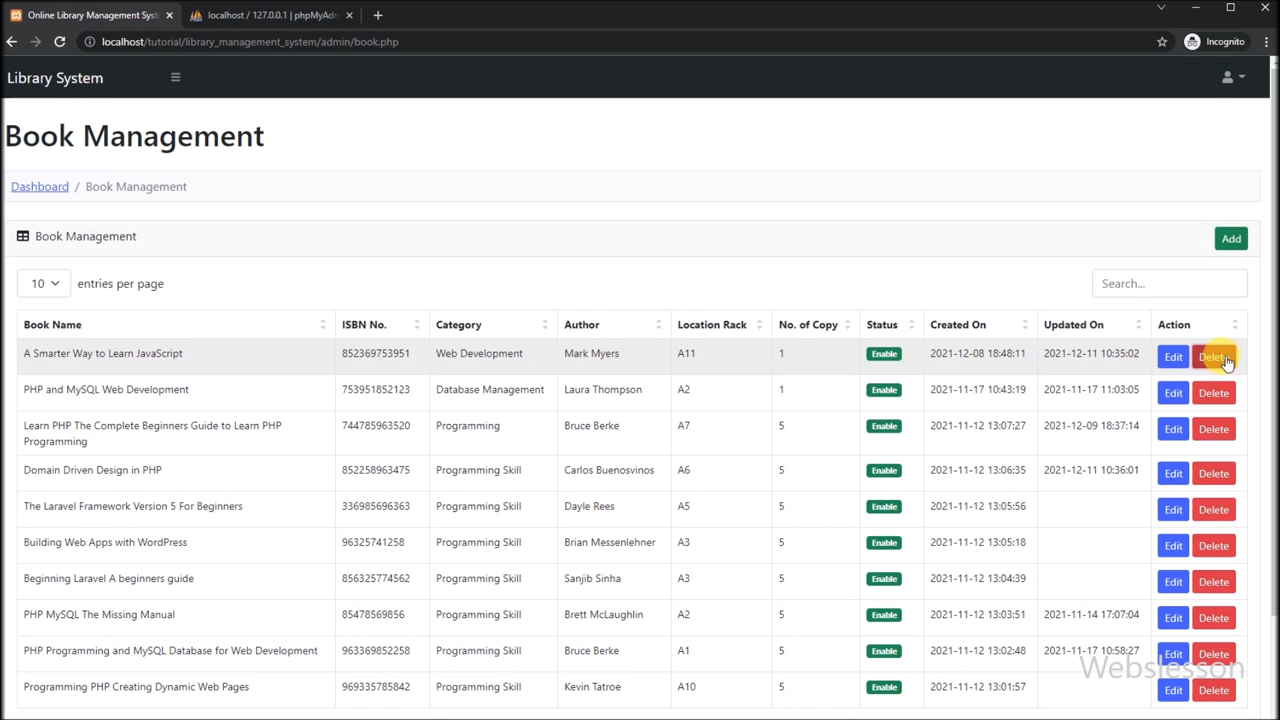 Online Library Management Syst
localhost / 127.0.0.1 | phpMyAdm
localhost/tutorial/library_management_system/admin/book.php
Incognito
Library System
Book Management
Dashboard / Book Management
Book Management
Add
10 entries per page
Search...
Book Name ISBN No. Category Author Location Rack No. of Copy Status Created On Updated On Action
A Smarter Way to Learn JavaScript 852369753951 Web Development Mark Myers A11 1 Enable 2021-12-08 18:48:11 2021-12-11 10:35:02 Edit Delete
PHP and MySQL Web Development 753951852123 Database Management Laura Thompson A2 1 Enable 2021-11-17 10:43:19 2021-11-17 11:03:05 Edit Delete
Learn PHP The Complete Beginners Guide to Learn PHP 744785963520 Programming Bruce Berke A7 5 Enable 2021-11-12 13:07:27 2021-12-09 18:37:14 Edit Delete
Programming
Domain Driven Design in PHP 852258963475 Programming Skill Carlos Buenosvinos A6 5 Enable 2021-11-12 13:06:35 2021-12-11 10:36:01 Edit Delete
The Laravel Framework Version 5 For Beginners 336985696363 Programming Skill Dayle Rees A5 5 Enable 2021-11-12 13:05:56 Edit Delete
Building Web Apps with WordPress 96325741258 Programming Skill Brian Messenlehner A3 5 Enable 2021-11-12 13:05:18 Edit Delete
Beginning Laravel A beginners guide 856325774562 Programming Skill Sanjib Sinha A3 5 Enable 2021-11-12 13:04:39 Edit Delete
PHP MySQL The Missing Manual 85478569856 Programming Skill Brett McLaughlin A2 5 Enable 2021-11-12 13:03:51 2021-11-14 17:07:04 Edit Delete
PHP Programming and MySQL Database for Web Development 963369852258 Programming Skill Bruce Berke A1 5 Enable 2021-11-12 13:02:48 2021-11-17 10:58:27 Edit Delete
Webslesson
Programming PHP Creating Dynamic Web Pages 969335785842 Programming Skill Kevin Tatroe A10 5 Enable 2021-11-12 13:01:57 Edit Delete